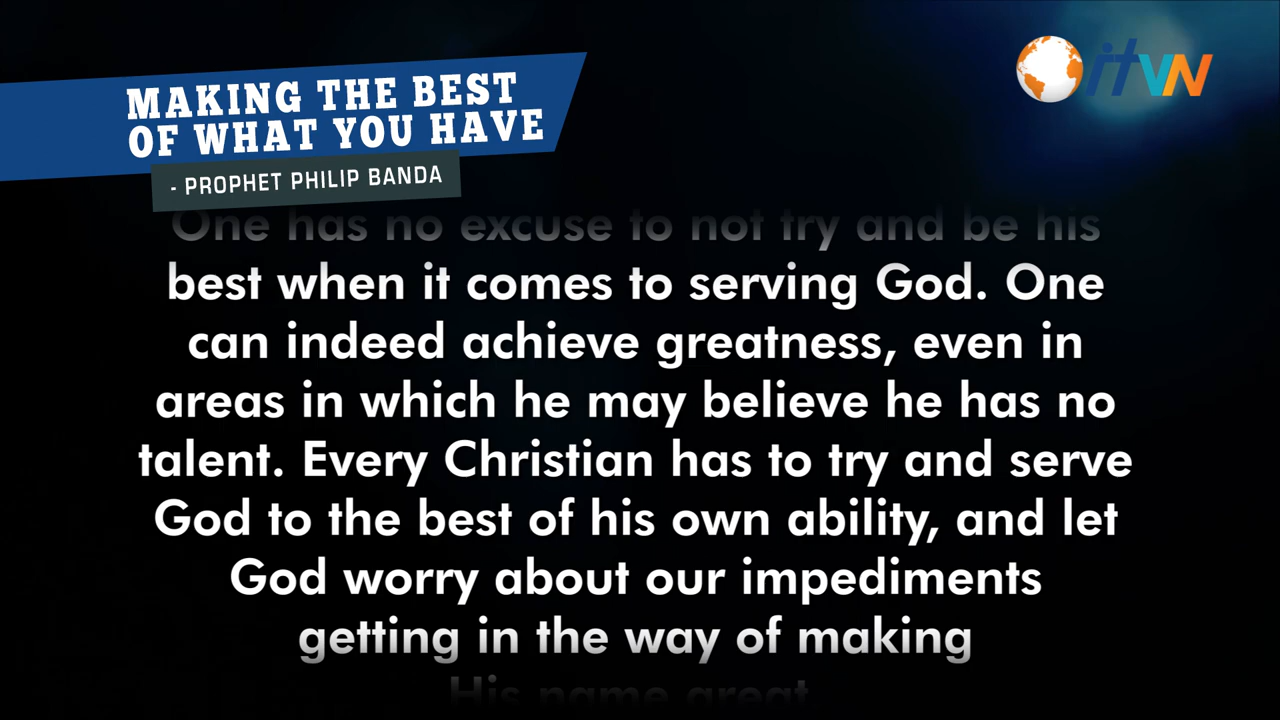 MAKING THE BEST
OF WHAT YOU HAVE
- PROPHET PHILIP BANDA
itvn
One has no excuse to not try and be his
best when it comes to serving God. One
can indeed achieve greatness, even in
areas in which he may believe he has no
talent. Every Christian has to try and serve
God to the best of his own ability, and let
God worry about our impediments
getting in the way of making
His name great